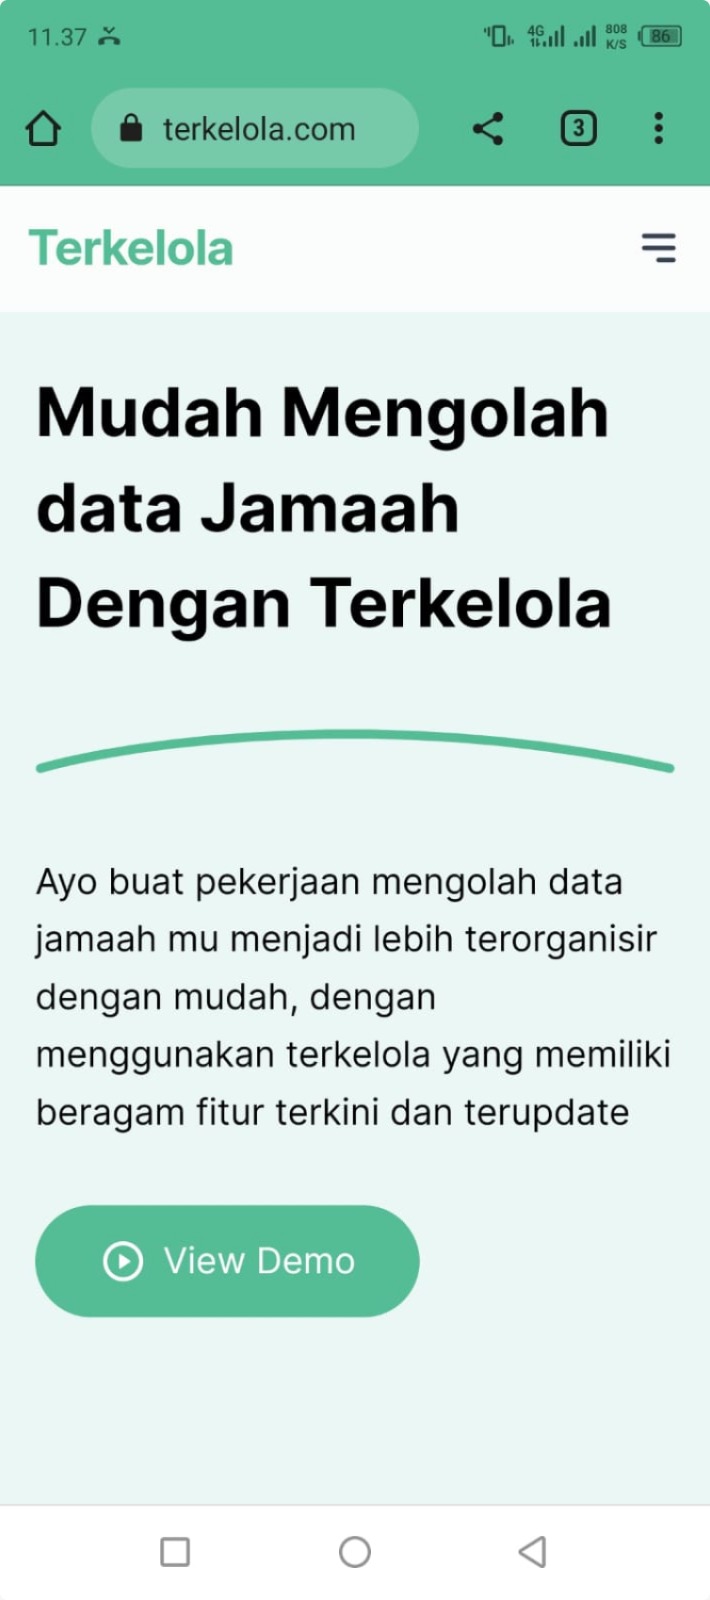 11.37 4G 808 K/S 86
terkelola.com 3
Terkelola
Mudah Mengolah
data Jamaah
Dengan Terkelola
Ayo buat pekerjaan mengolah data
jamaah mu menjadi lebih terorganisir
dengan mudah, dengan
menggunakan terkelola yang memiliki
beragam fitur terkini dan terupdate
View Demo